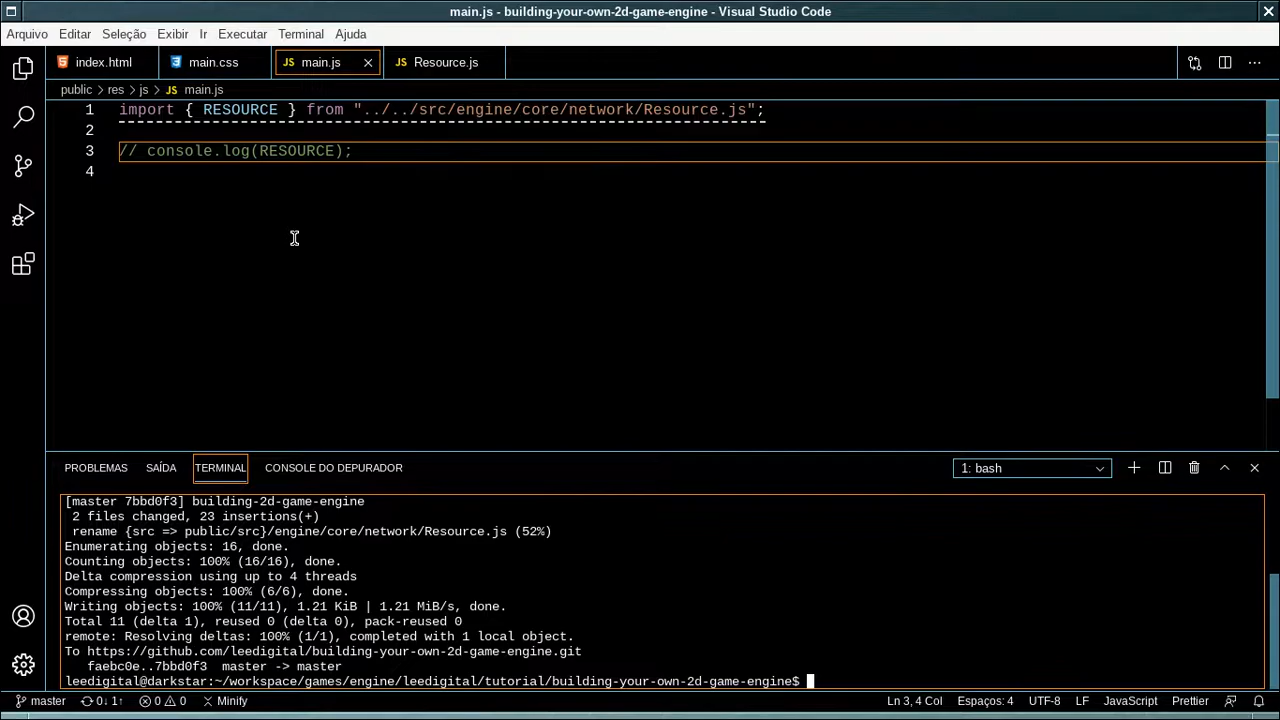 main.js - building-your-own-2d-game-engine - Visual Studio Code
Arquivo Editar Seleção Exibir Ir Executar Terminal Ajuda
index.html main.css JS main.js JS Resource.js
public > res > js > JS main.js
1 import { RESOURCE } from "../../src/engine/core/network/Resource.js";
2
3 // console.log(RESOURCE);
4
PROBLEMAS SAÍDA TERMINAL CONSOLE DO DEPURADOR 1: bash
[master 7bbd0f3] building-2d-game-engine
2 files changed, 23 insertions(+)
rename {src => public/src}/engine/core/network/Resource.js (52%)
Enumerating objects: 16, done.
Counting objects: 100% (16/16), done.
Delta compression using up to 4 threads
Compressing objects: 100% (6/6), done.
Writing objects: 100% (11/11), 1.21 KiB | 1.21 MiB/s, done.
Total 11 (delta 1), reused 0 (delta 0), pack-reused 0
remote: Resolving deltas: 100% (1/1), completed with 1 local object.
To https://github.com/leedigital/building-your-own-2d-game-engine.git
faebc0e..7bbd0f3 master -> master
leedigital@darkstar:~/workspace/games/engine/leedigital/tutorial/building-your-own-2d-game-engine$
master 0↓ 1↑ 0 0 Minify Ln 3, 4 Col Espaços: 4 UTF-8 LF JavaScript Prettier